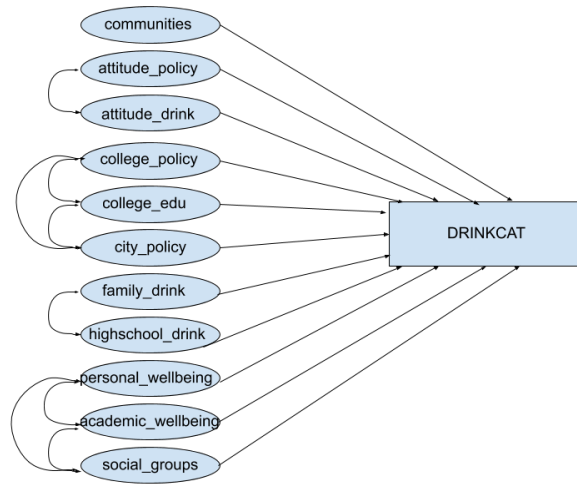 communities
attitude_policy
attitude_drink
college_policy
college_edu
city_policy
family_drink
highschool_drink
personal_wellbeing
academic_wellbeing
social_groups
DRINKCAT